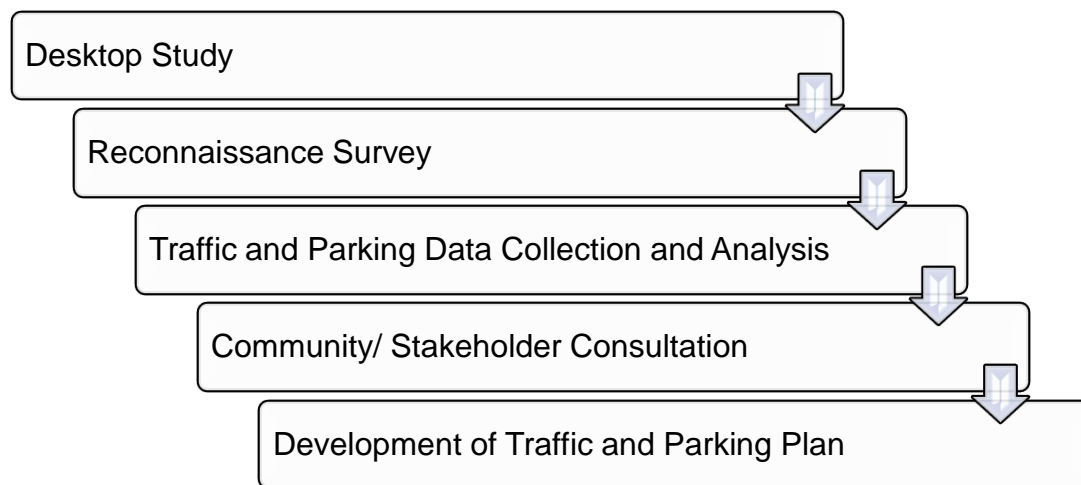 Desktop Study
Reconnaissance Survey
Traffic and Parking Data Collection and Analysis
Community/ Stakeholder Consultation
Development of Traffic and Parking Plan